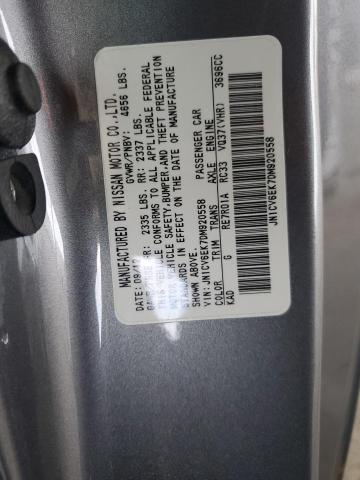 MANUFACTURED BY NISSAN MOTOR CO.,LTD.
DATE: 09/12 GVWR/PNBV: 4656 LBS.
FR: 2335 LBS. RR: 2337 LBS.
THIS VEHICLE CONFORMS TO ALL APPLICABLE FEDERAL
MOTOR VEHICLE SAFETY,BUMPER,AND THEFT PREVENTION
STANDARDS IN EFFECT ON THE DATE OF MANUFACTURE
SHOWN ABOVE.
VIN:JN1CV6EK7DM920558 PASSENGER CAR
COLOR TRIM TRANS AXLE ENGINE
KAD G RE7R01A RC33 VQ37(VHR) 3696CC
JN1CV6EK7DM920558